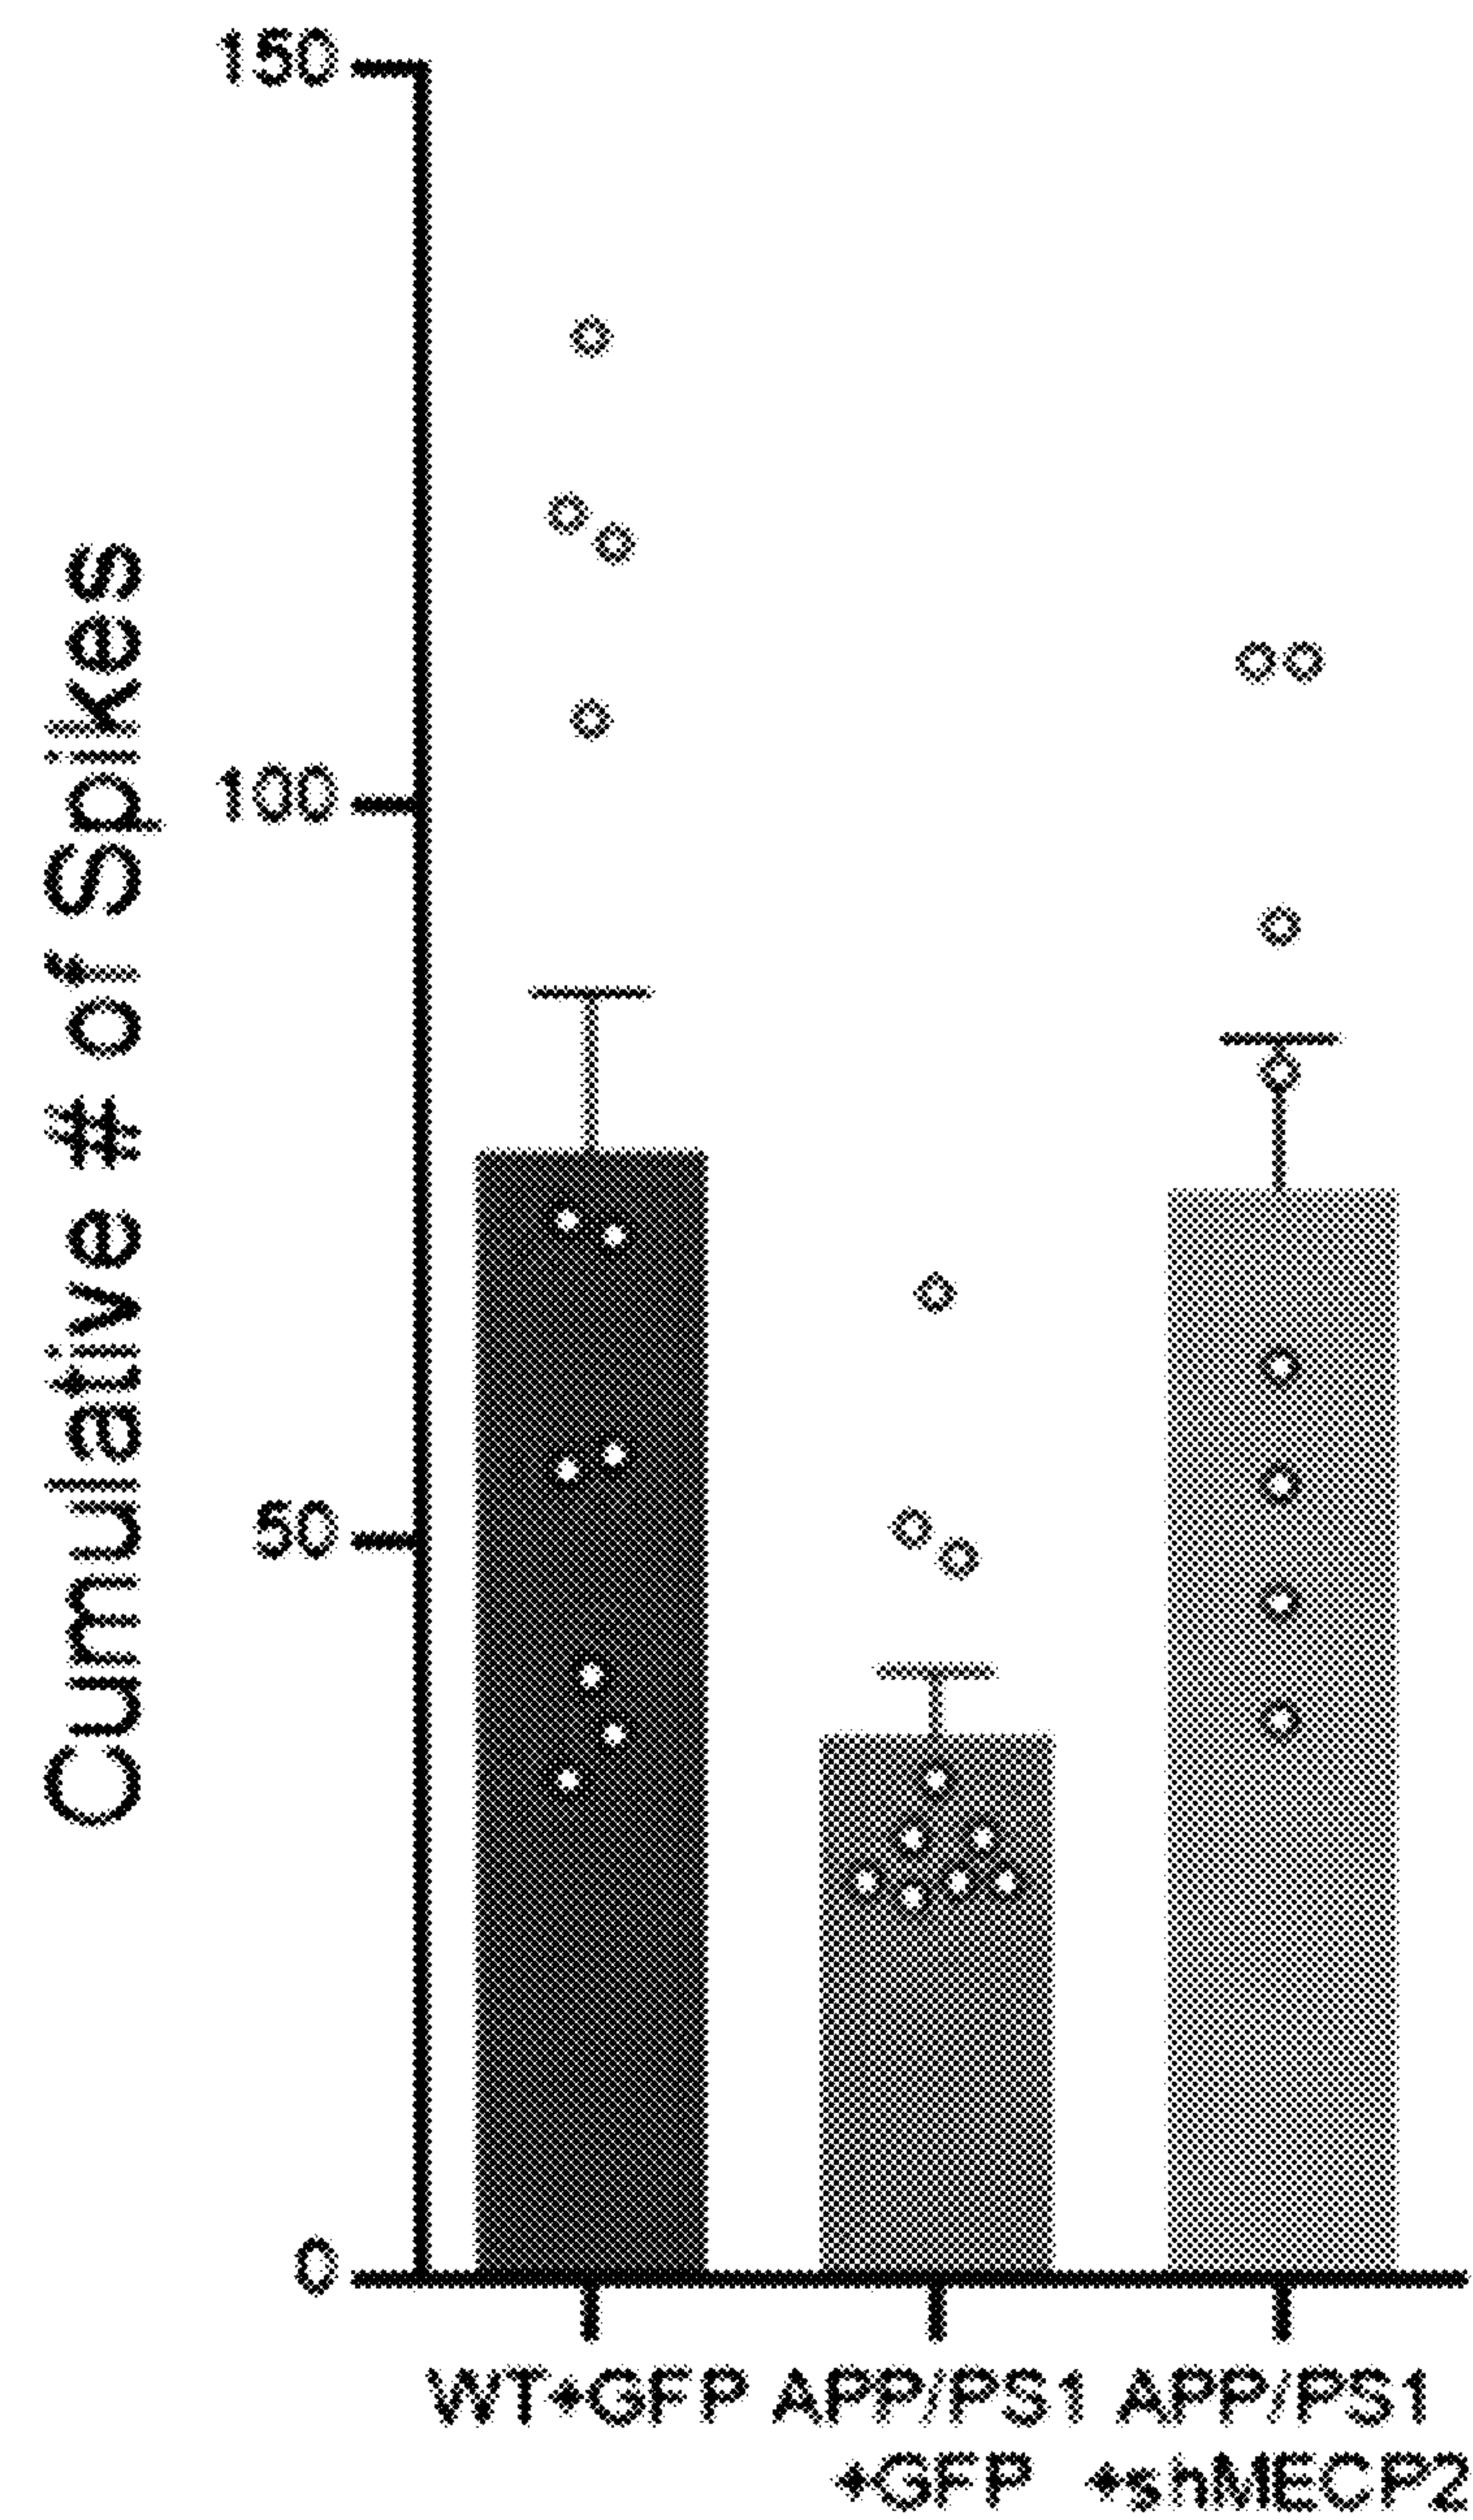 150
100
50
0
Cumulative # of Spikes
WT+GFP APP/PS1 APP/PS1
+GFP +shMECP2